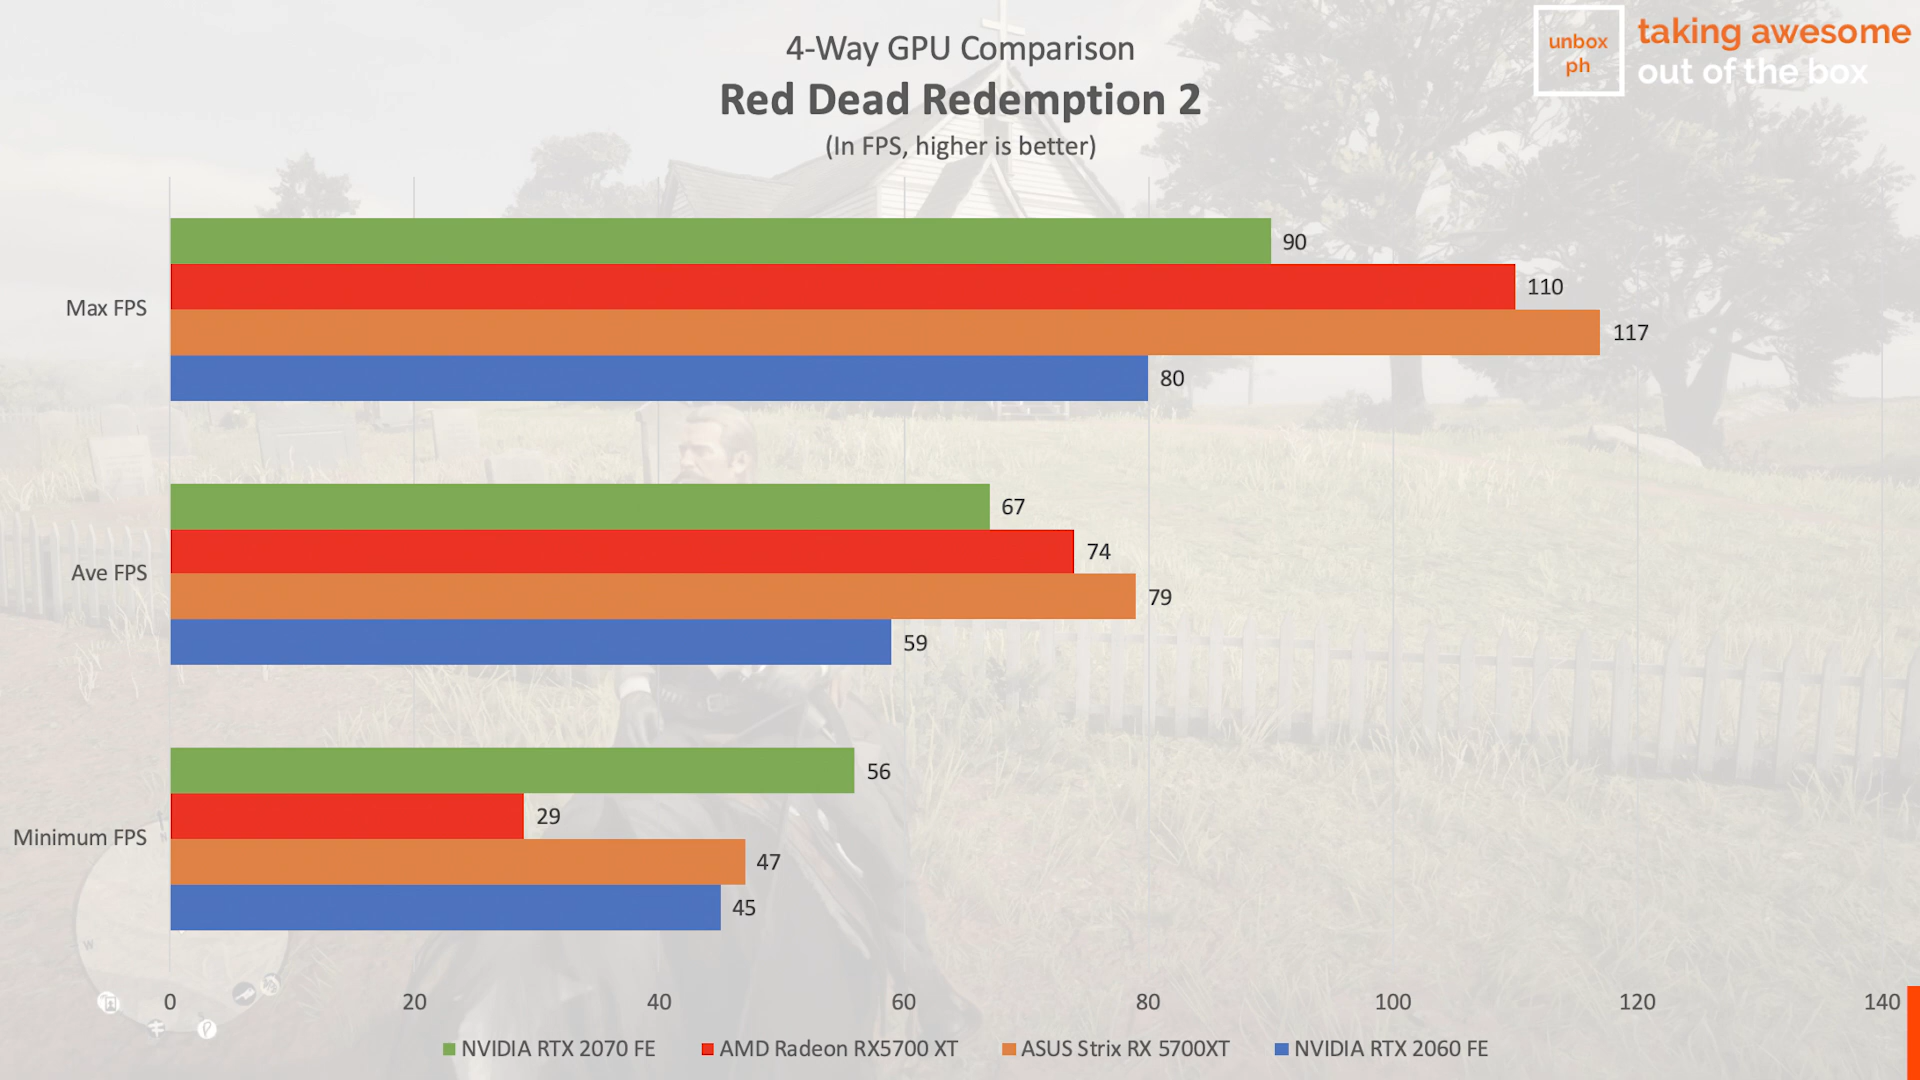 4-Way GPU Comparison
Red Dead Redemption 2
(In FPS, higher is better)
unbox
ph
taking awesome
out of the box
90
110
Max FPS
117
80
67
74
Ave FPS
79
59
56
29
Minimum FPS
47
45
W
0 20 40 60 80 100 120 140
NVIDIA RTX 2070 FE AMD Radeon RX5700 XT ASUS Strix RX 5700XT NVIDIA RTX 2060 FE